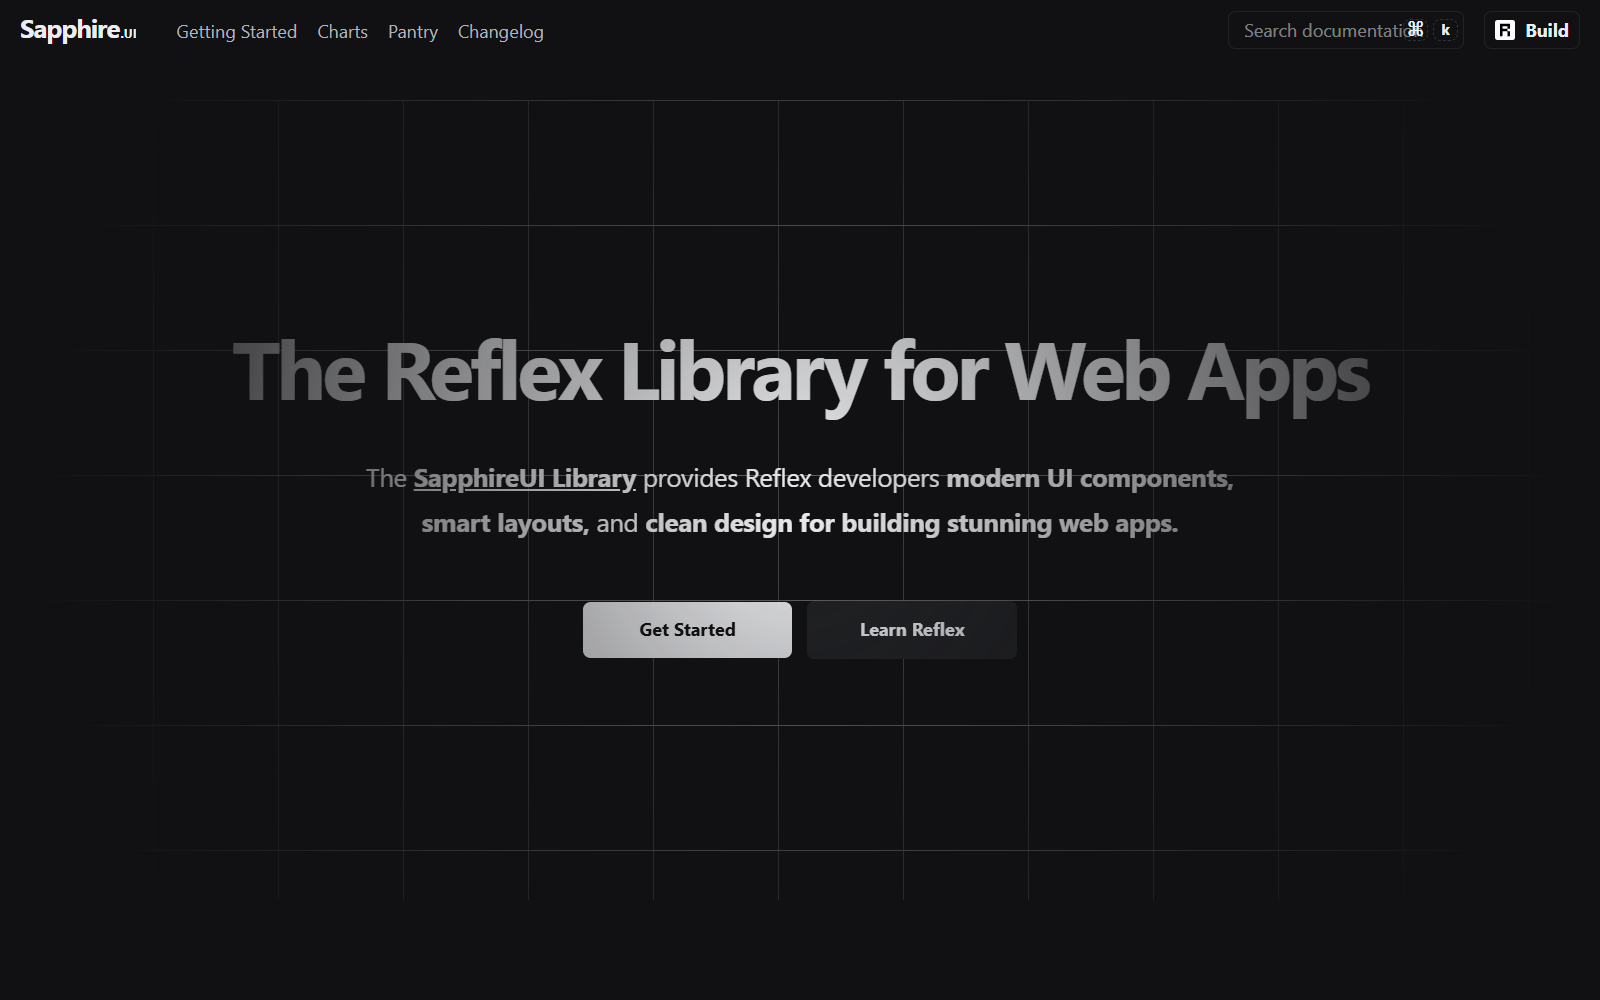 Sapphire.UI Getting Started Charts Pantry Changelog Search documentation ⌘ k Build
The Reflex Library for Web Apps
The SapphireUI Library provides Reflex developers modern UI components,
smart layouts, and clean design for building stunning web apps.
Get Started Learn Reflex